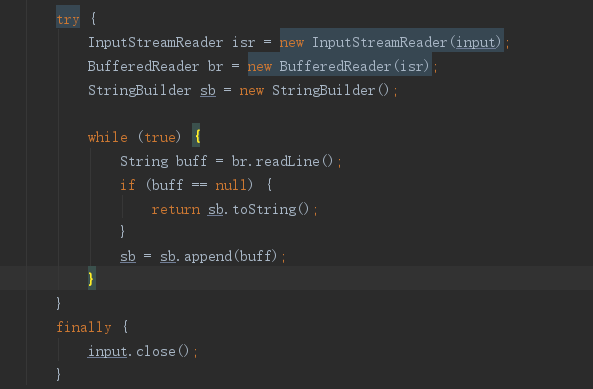 try {
InputStreamReader isr = new InputStreamReader(input);
BufferedReader br = new BufferedReader(isr);
StringBuilder sb = new StringBuilder();
while (true) {
String buff = br.readLine();
if (buff == null) {
return sb.toString();
}
sb = sb.append(buff);
}
}
finally {
input.close();
}